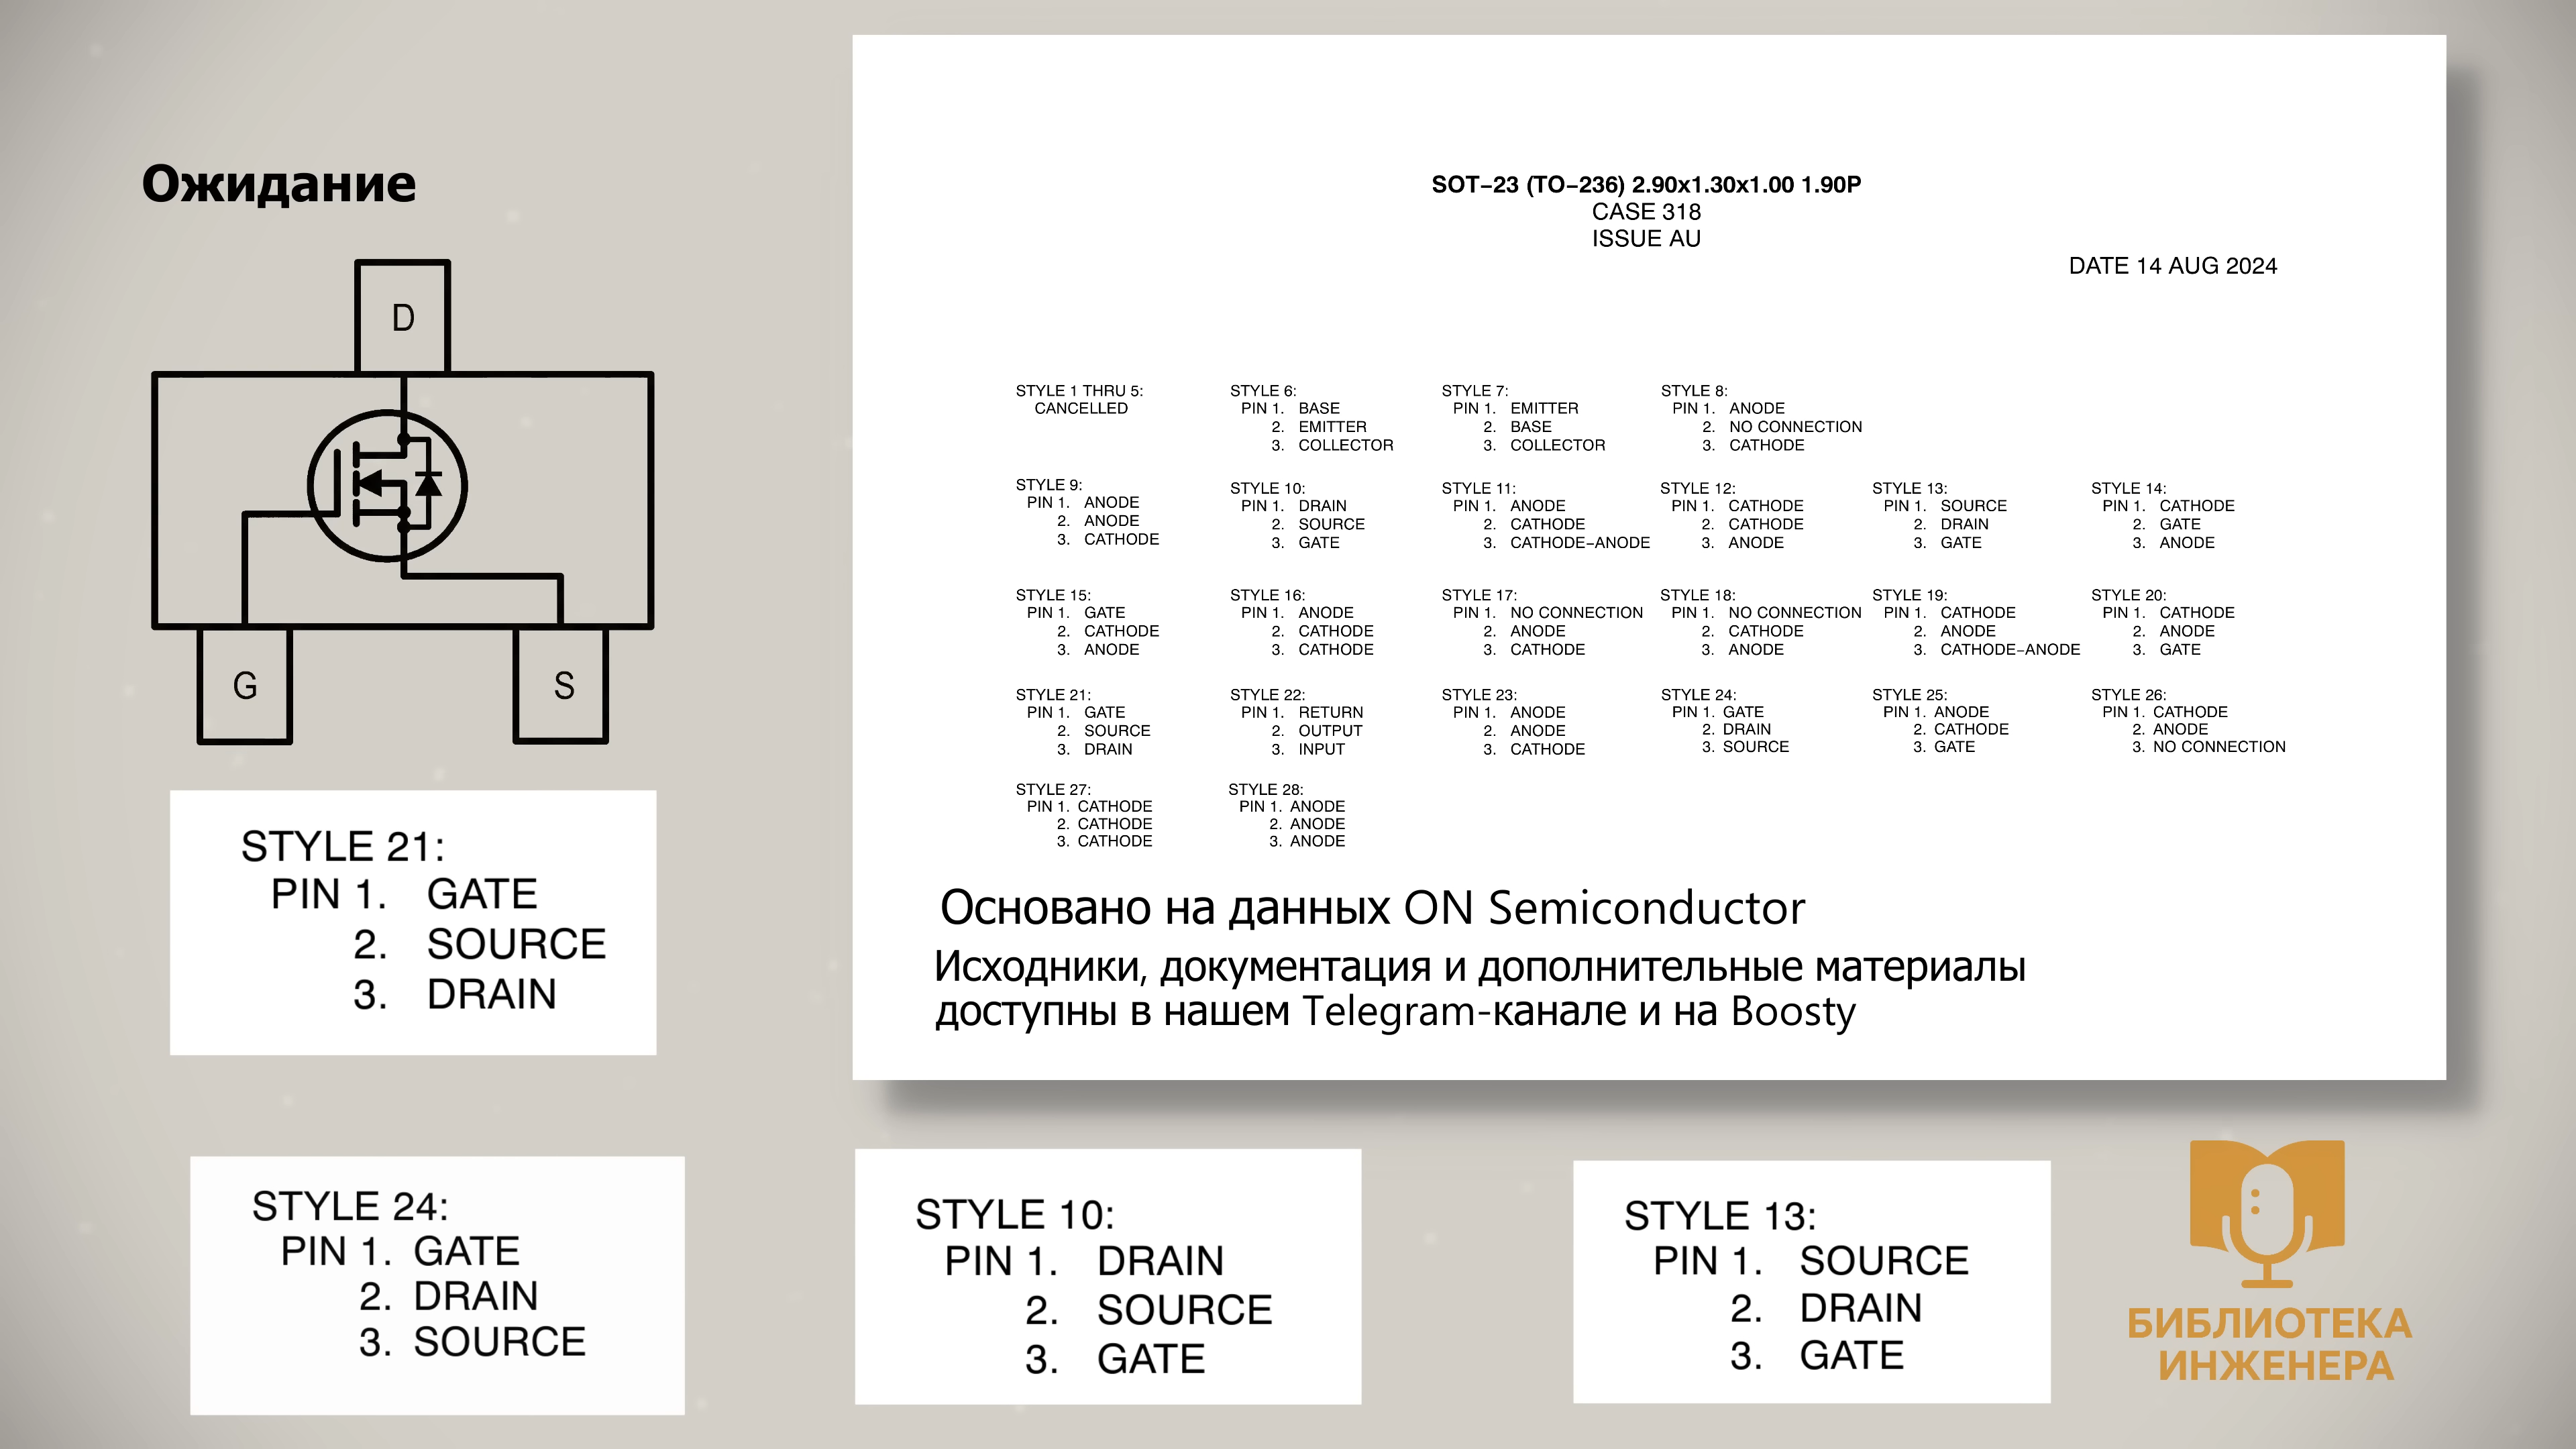 Ожидание
D
G
S
STYLE 21:
PIN 1. GATE
2. SOURCE
3. DRAIN
SOT–23 (TO–236) 2.90x1.30x1.00 1.90P
CASE 318
ISSUE AU
DATE 14 AUG 2024
STYLE 1 THRU 5:
CANCELLED
STYLE 6:
PIN 1. BASE
2. EMITTER
3. COLLECTOR
STYLE 7:
PIN 1. EMITTER
2. BASE
3. COLLECTOR
STYLE 8:
PIN 1. ANODE
2. NO CONNECTION
3. CATHODE
STYLE 9:
PIN 1. ANODE
2. ANODE
3. CATHODE
STYLE 10:
PIN 1. DRAIN
2. SOURCE
3. GATE
STYLE 11:
PIN 1. ANODE
2. CATHODE
3. CATHODE–ANODE
STYLE 12:
PIN 1. CATHODE
2. CATHODE
3. ANODE
STYLE 13:
PIN 1. SOURCE
2. DRAIN
3. GATE
STYLE 14:
PIN 1. CATHODE
2. GATE
3. ANODE
STYLE 15:
PIN 1. GATE
2. CATHODE
3. ANODE
STYLE 16:
PIN 1. ANODE
2. CATHODE
3. CATHODE
STYLE 17:
PIN 1. NO CONNECTION
2. ANODE
3. CATHODE
STYLE 18:
PIN 1. NO CONNECTION
2. CATHODE
3. ANODE
STYLE 19:
PIN 1. CATHODE
2. ANODE
3. CATHODE–ANODE
STYLE 20:
PIN 1. CATHODE
2. ANODE
3. GATE
STYLE 21:
PIN 1. GATE
2. SOURCE
3. DRAIN
STYLE 22:
PIN 1. RETURN
2. OUTPUT
3. INPUT
STYLE 23:
PIN 1. ANODE
2. ANODE
3. CATHODE
STYLE 24:
PIN 1. GATE
2. DRAIN
3. SOURCE
STYLE 25:
PIN 1. ANODE
2. CATHODE
3. GATE
STYLE 26:
PIN 1. CATHODE
2. ANODE
3. NO CONNECTION
STYLE 27:
PIN 1. CATHODE
2. CATHODE
3. CATHODE
STYLE 28:
PIN 1. ANODE
2. ANODE
3. ANODE
Основано на данных ON Semiconductor
Исходники, документация и дополнительные материалы
доступны в нашем Telegram-канале и на Boosty
STYLE 24:
PIN 1. GATE
2. DRAIN
3. SOURCE
STYLE 10:
PIN 1. DRAIN
2. SOURCE
3. GATE
STYLE 13:
PIN 1. SOURCE
2. DRAIN
3. GATE
БИБЛИОТЕКА
ИНЖЕНЕРА